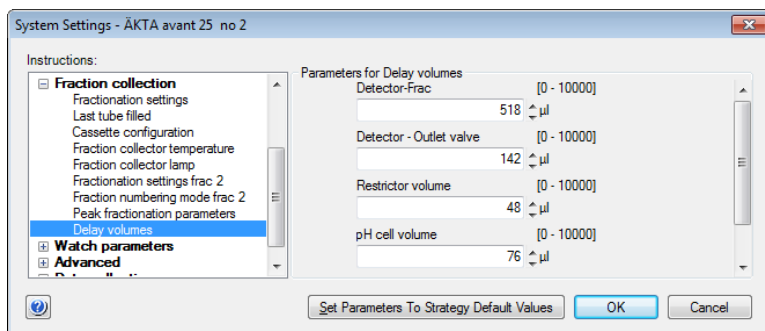 System Settings - ÄKTA avant 25 no 2
Instructions:
Fraction collection
Fractionation settings
Last tube filled
Cassette configuration
Fraction collector temperature
Fraction collector lamp
Fractionation settings frac 2
Fraction numbering mode frac 2
Peak fractionation parameters
Delay volumes
Watch parameters
Advanced
Parameters for Delay volumes
Detector-Frac [0 - 10000]
518 µl
Detector - Outlet valve [0 - 10000]
142 µl
Restrictor volume [0 - 10000]
48 µl
pH cell volume [0 - 10000]
76 µl
Set Parameters To Strategy Default Values OK Cancel